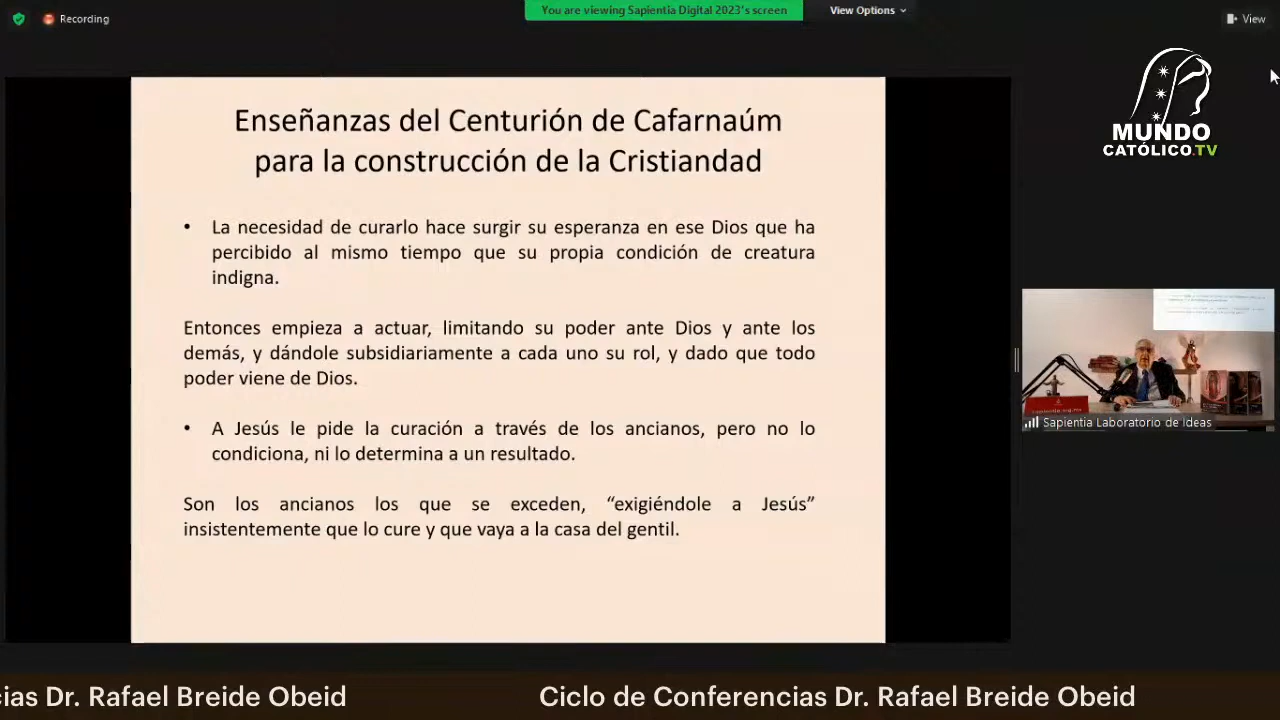 Recording
You are viewing Sapientia Digital 2023's screen
View Options
View
MUNDO
CATÓLICO.TV
Enseñanzas del Centurión de Cafarnaúm
para la construcción de la Cristiandad
• La necesidad de curarlo hace surgir su esperanza en ese Dios que ha
percibido al mismo tiempo que su propia condición de creatura
indigna.
Entonces empieza a actuar, limitando su poder ante Dios y ante los
demás, y dándole subsidiariamente a cada uno su rol, y dado que todo
poder viene de Dios.
• A Jesús le pide la curación a través de los ancianos, pero no lo
condiciona, ni lo determina a un resultado.
Son los ancianos los que se exceden, “exigiéndole a Jesús”
insistentemente que lo cure y que vaya a la casa del gentil.
Sapientia Laboratorio de Ideas
cias Dr. Rafael Breide Obeid
Ciclo de Conferencias Dr. Rafael Breide Obeid